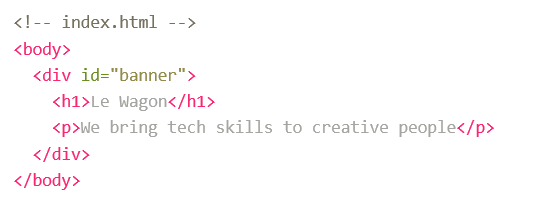 <!-- index.html -->
<body>
  <div id="banner">
    <h1>Le Wagon</h1>
    <p>We bring tech skills to creative people</p>
  </div>
</body>